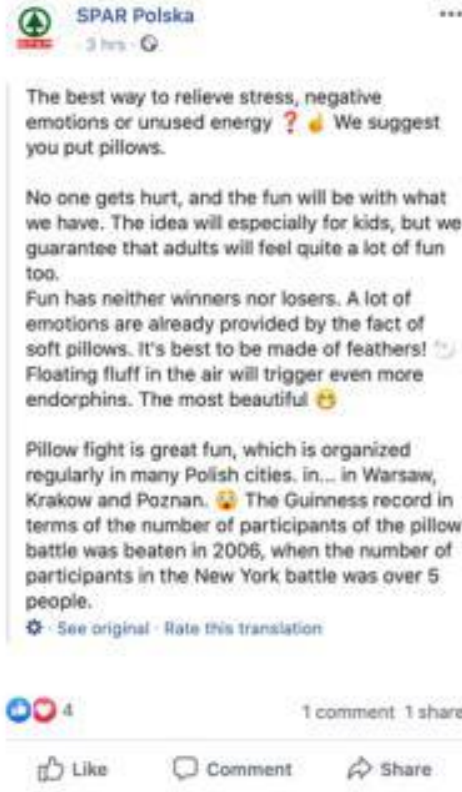 SPAR Polska
3 hrs
The best way to relieve stress, negative
emotions or unused energy ❓ ☝ We suggest
you put pillows.
No one gets hurt, and the fun will be with what
we have. The idea will especially for kids, but we
guarantee that adults will feel quite a lot of fun
too.
Fun has neither winners nor losers. A lot of
emotions are already provided by the fact of
soft pillows. It's best to be made of feathers!
Floating fluff in the air will trigger even more
endorphins. The most beautiful 😁
Pillow fight is great fun, which is organized
regularly in many Polish cities. in... in Warsaw,
Krakow and Poznan. 😲 The Guinness record in
terms of the number of participants of the pillow
battle was beaten in 2006, when the number of
participants in the New York battle was over 5
people.
See original · Rate this translation
4
1 comment 1 share
Like Comment Share